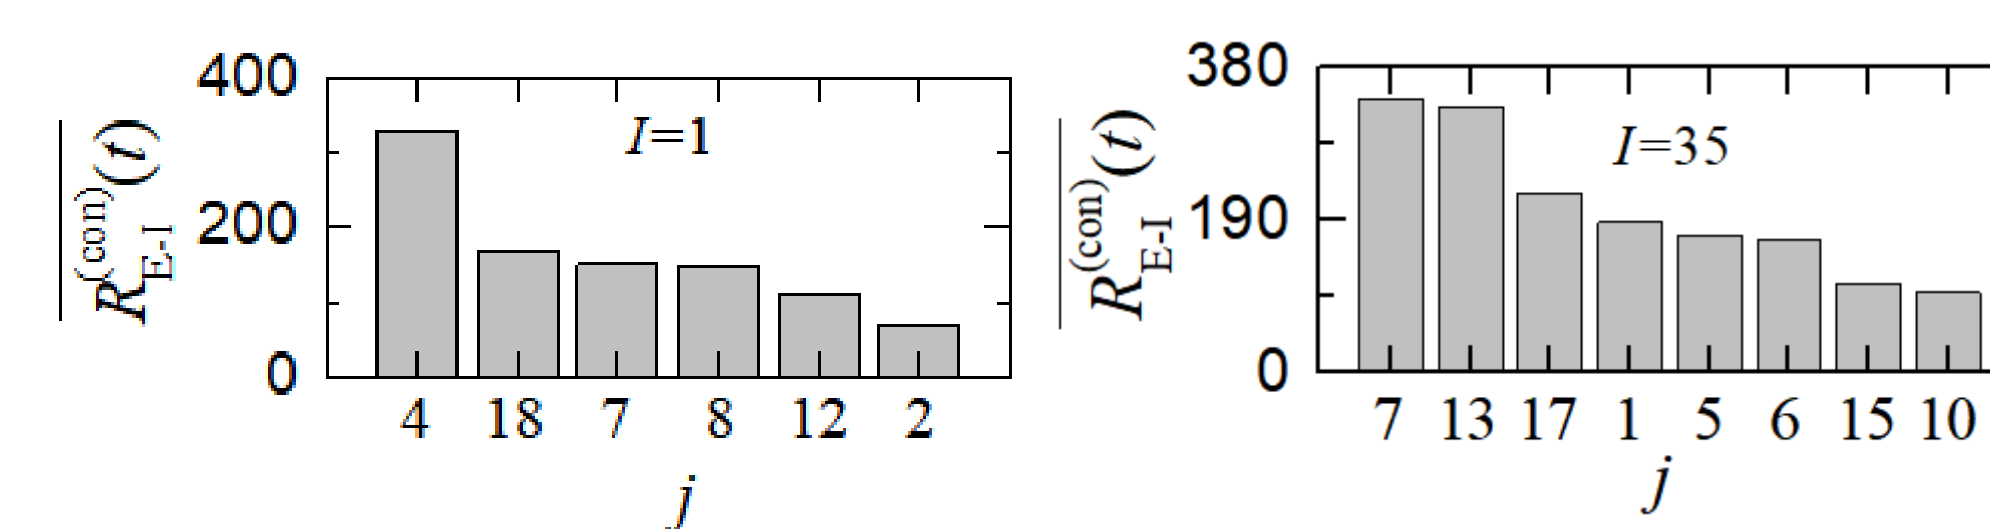 400
200
0
R_{E-I}^{(con)}(t)
I=1
4 18 7 8 12 2
j
380
190
0
R_{E-I}^{(con)}(t)
I=35
7 13 17 1 5 6 15 10
j